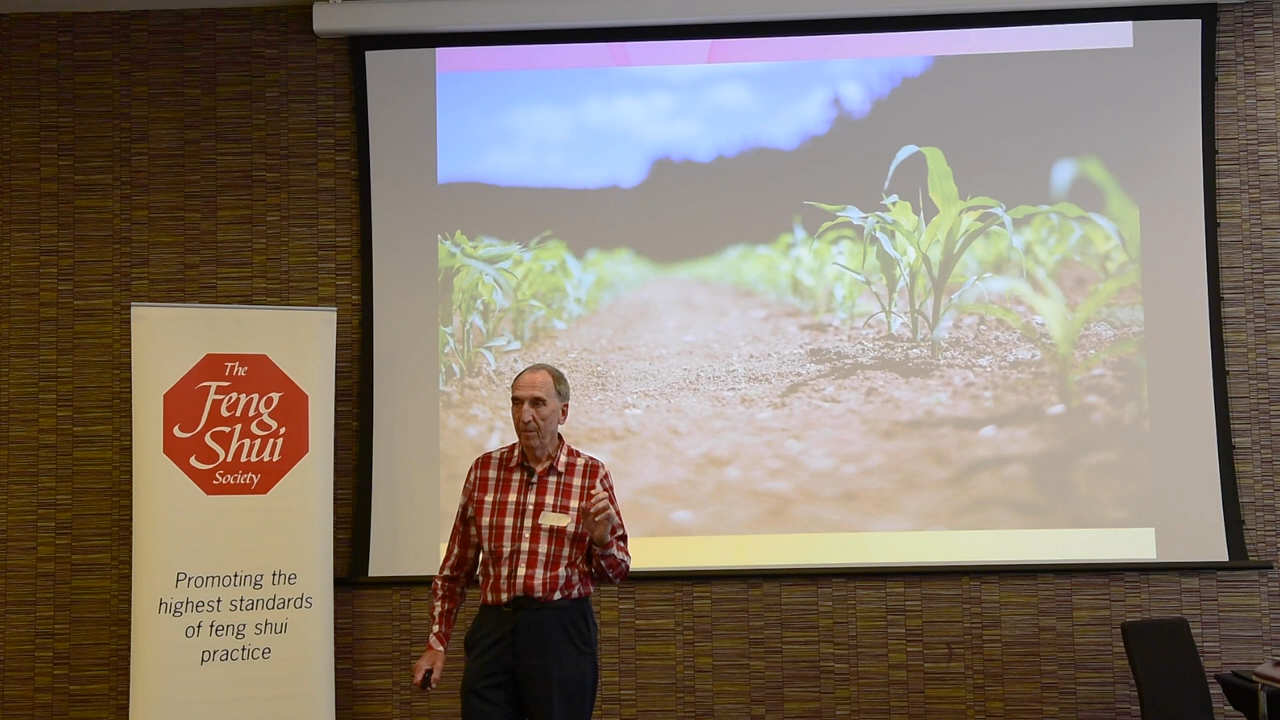 The
Feng
Shui
Society
Promoting the
highest standards
of feng shui
practice